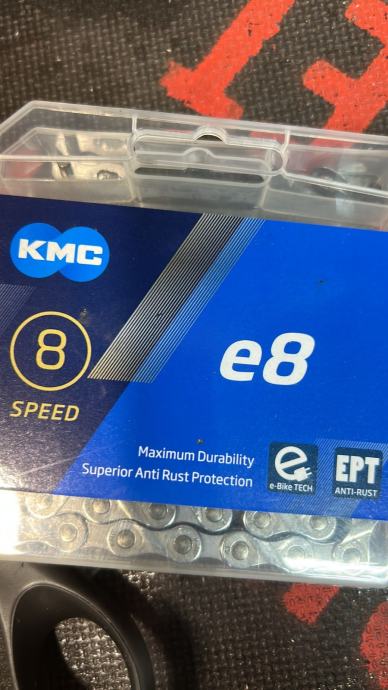 KMC
8
SPEED
e8
Maximum Durability
Superior Anti Rust Protection
e
e-Bike TECH
EPT
ANTI-RUST